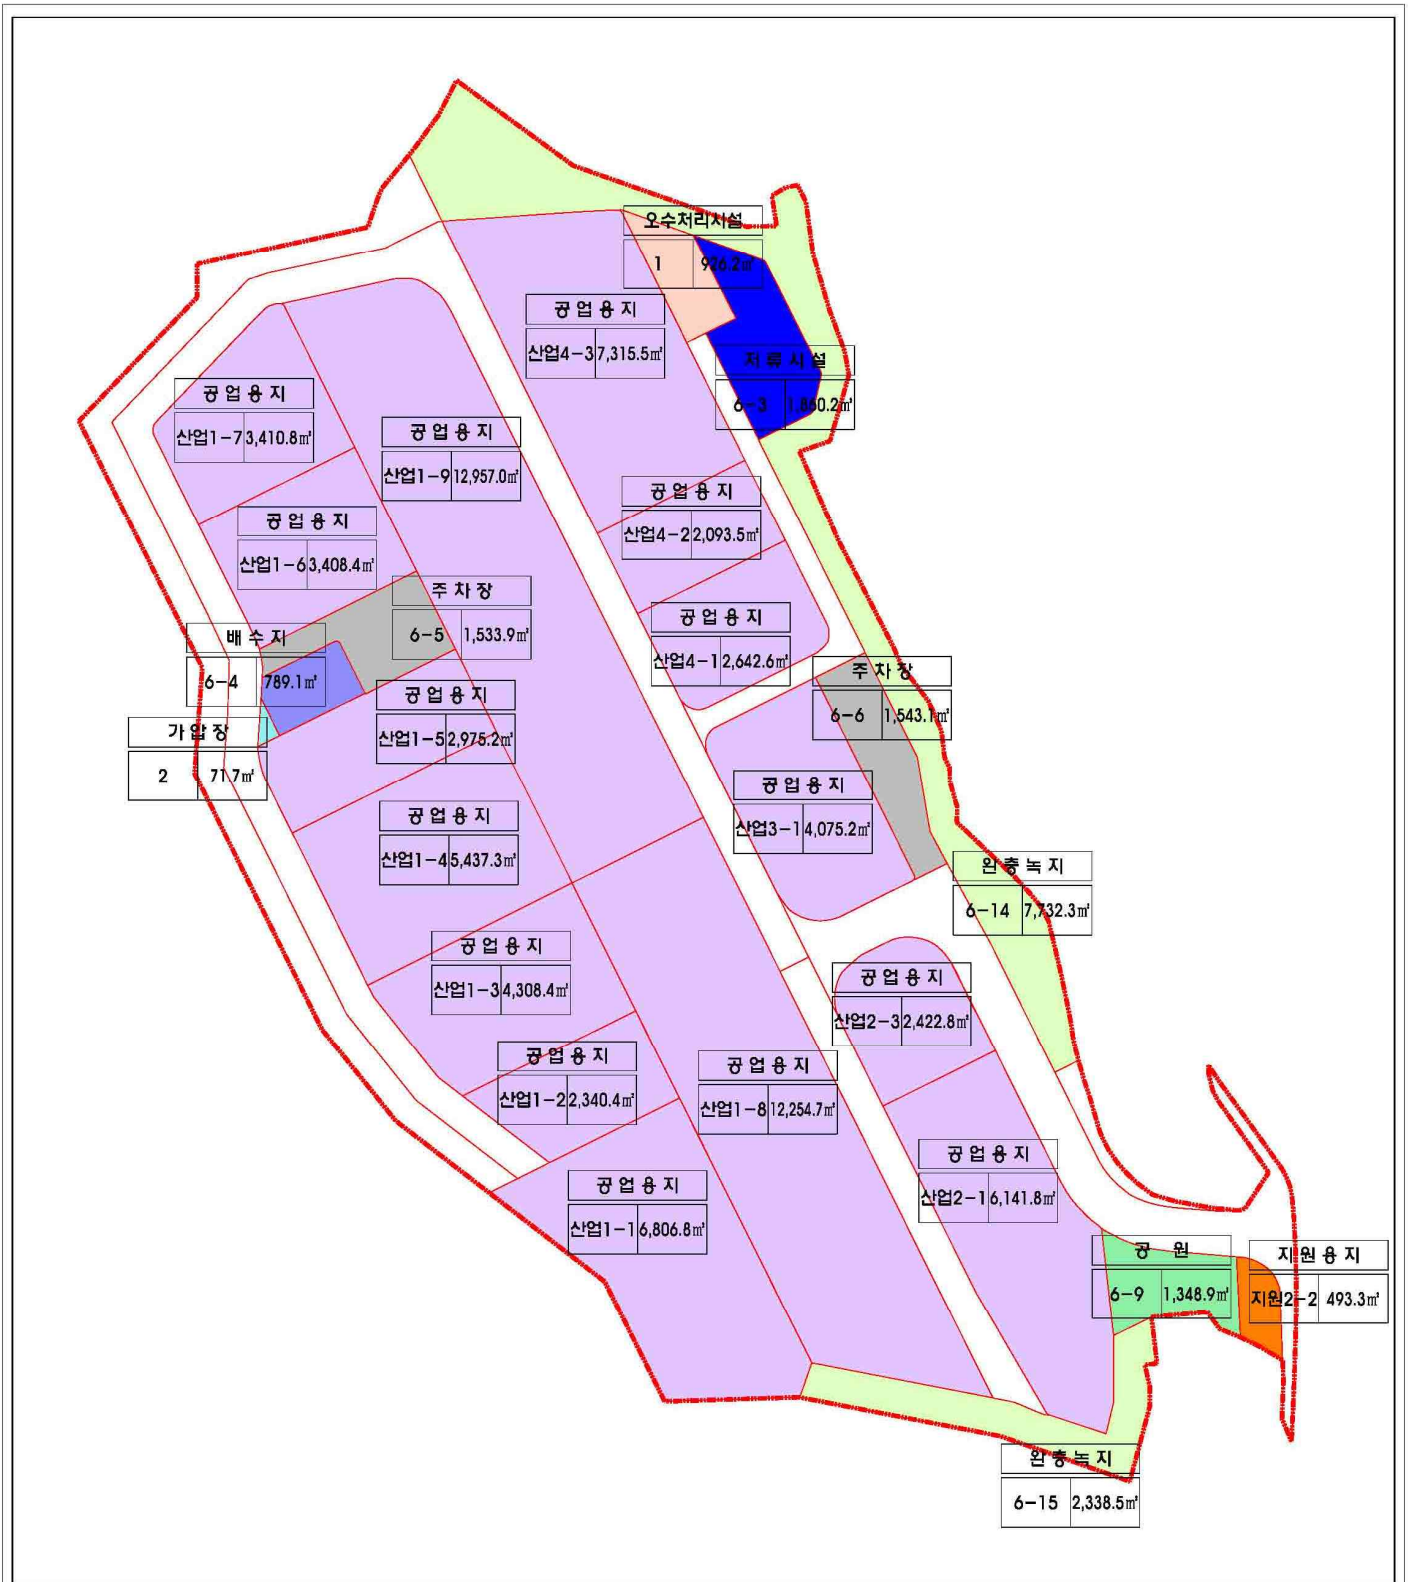 오수처리시설
1 926.2㎡
공업용지
산업4-3 7,315.5㎡
저류시설
6-3 1,850.2㎡
공업용지
산업1-7 3,410.8㎡
공업용지
산업1-9 12,957.0㎡
공업용지
산업4-2 2,093.5㎡
공업용지
산업1-6 3,408.4㎡
주차장
6-5 1,533.9㎡
공업용지
산업4-1 2,642.6㎡
배수지
6-4 789.1㎡
주차장
6-6 1,543.1㎡
공업용지
산업1-5 2,975.2㎡
가압장
2 71.7㎡
공업용지
산업3-1 4,075.2㎡
공업용지
산업1-4 5,437.3㎡
완충녹지
6-14 7,732.3㎡
공업용지
산업1-3 4,308.4㎡
공업용지
산업2-3 2,422.8㎡
공업용지
산업1-2 2,340.4㎡
공업용지
산업1-8 12,254.7㎡
공업용지
산업2-1 6,141.8㎡
공업용지
산업1-1 6,806.8㎡
공원
6-9 1,348.9㎡
지원용지
지원2-2 493.3㎡
완충녹지
6-15 2,338.5㎡